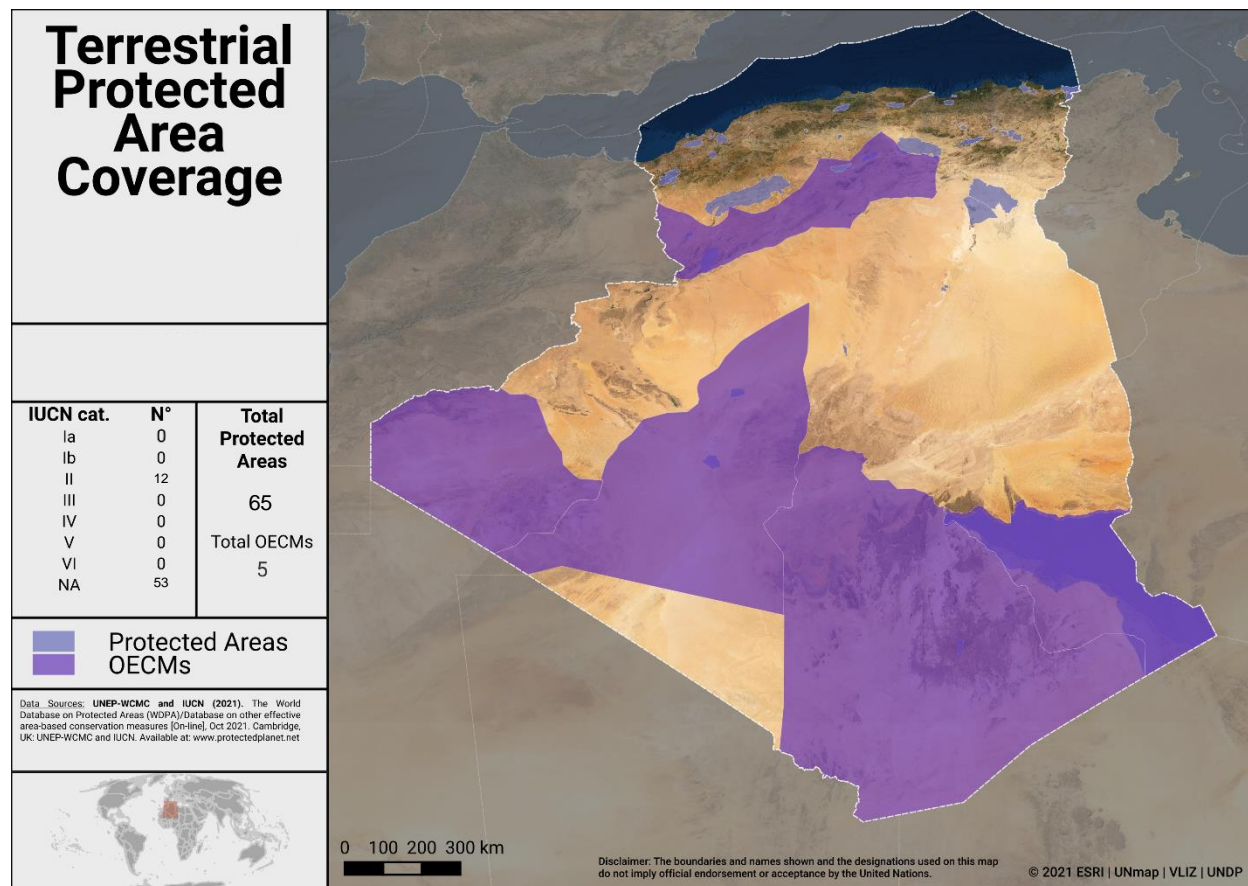 Terrestrial
Protected
Area
Coverage
IUCN cat. N°
Ia 0
Ib 0
II 12
III 0
IV 0
V 0
VI 0
NA 53
Total
Protected
Areas
65
Total OECMs
5
Protected Areas
OECMs
Data Sources: UNEP-WCMC and IUCN (2021). The World
Database on Protected Areas (WDPA)/Database on other effective
area-based conservation measures [On-line], Oct 2021. Cambridge,
UK: UNEP-WCMC and IUCN. Available at: www.protectedplanet.net
0 100 200 300 km
Disclaimer: The boundaries and names shown and the designations used on this map
do not imply official endorsement or acceptance by the United Nations.
© 2021 ESRI | UNmap | VLIZ | UNDP